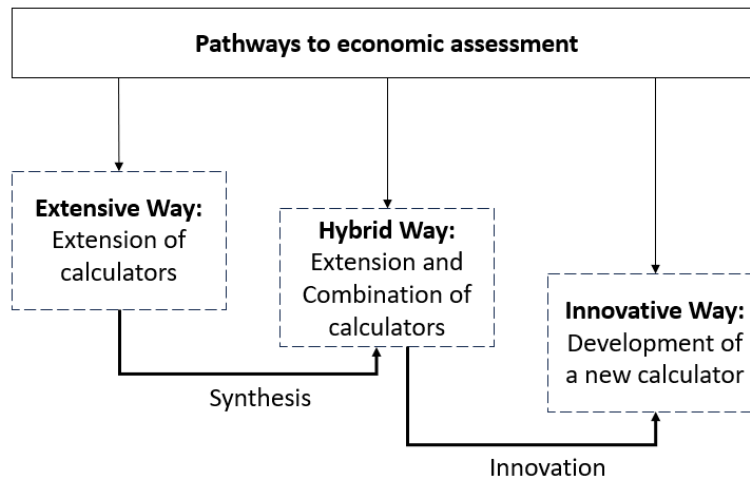 Pathways to economic assessment
Extensive Way:
Extension of
calculators
Hybrid Way:
Extension and
Combination of
calculators
Innovative Way:
Development of
a new calculator
Synthesis
Innovation